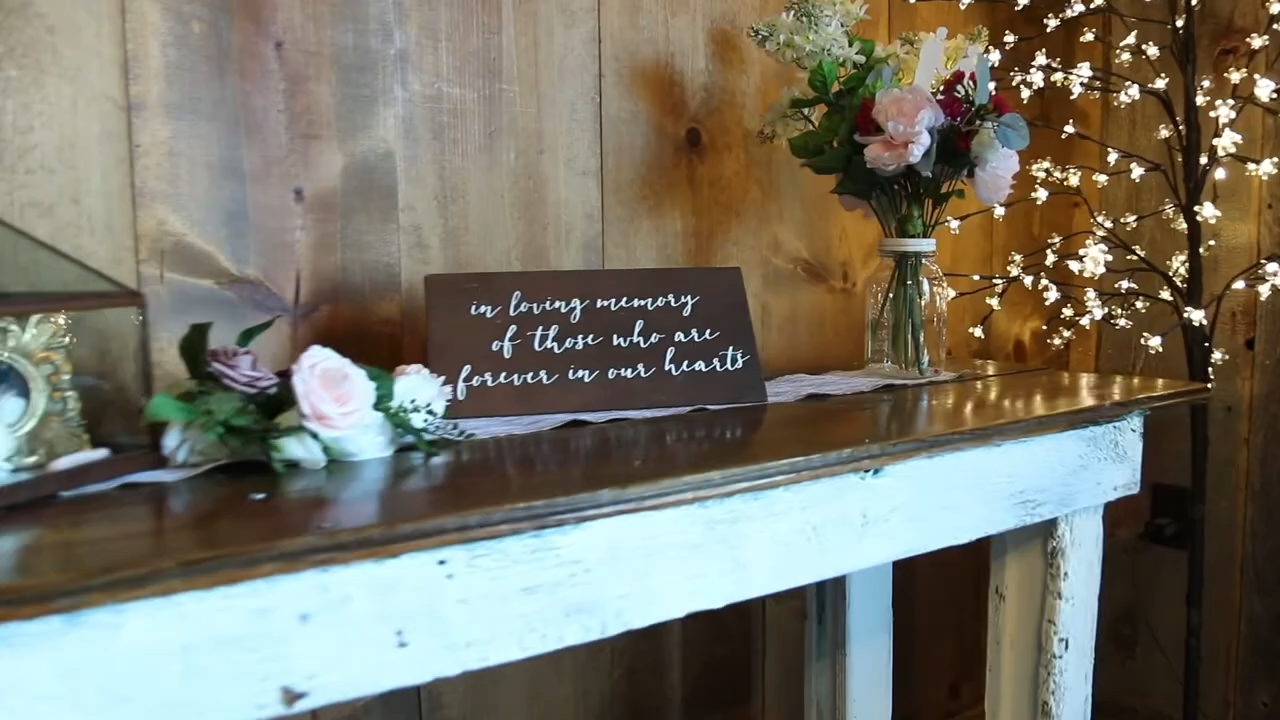 in loving memory
of those who are
forever in our hearts